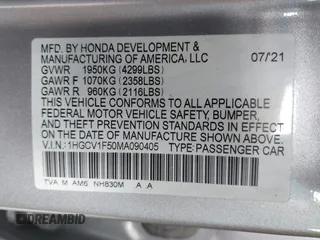 MFD. BY HONDA DEVELOPMENT &
MANUFACTURING OF AMERICA, LLC 07/21
GVWR 1950KG (4299LBS)
GAWR F 1070KG (2358LBS)
GAWR R 960KG (2116LBS)
THIS VEHICLE CONFORMS TO ALL APPLICABLE
FEDERAL MOTOR VEHICLE SAFETY, BUMPER,
AND THEFT PREVENTION STANDARDS IN EFFECT
ON THE DATE OF MANUFACTURE SHOWN ABOVE.
V.I.N.:1HGCV1F50MA090405 TYPE:PASSENGER CAR
TVA M AM6 NH830M A A
DREAMBID